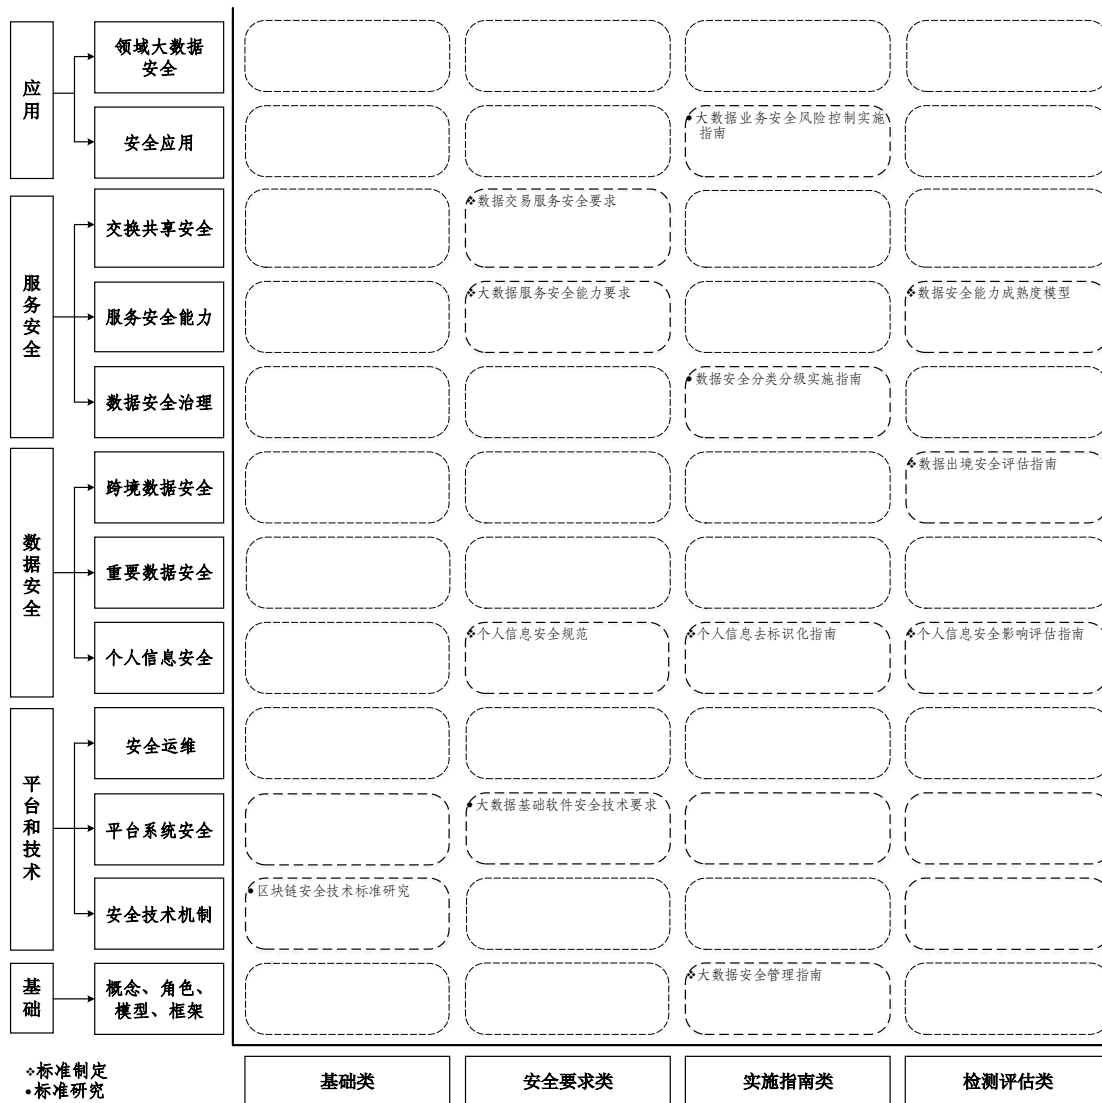 应
用
领域大数据
安全
安全应用
•大数据业务安全风险控制实施
指南
服
务
安
全
交换共享安全
❖数据交易服务安全要求
服务安全能力
❖大数据服务安全能力要求
❖数据安全能力成熟度模型
数据安全治理
•数据安全分类分级实施指南
数
据
安
全
跨境数据安全
❖数据出境安全评估指南
重要数据安全
个人信息安全
❖个人信息安全规范
❖个人信息去标识化指南
❖个人信息安全影响评估指南
平
台
和
技
术
安全运维
平台系统安全
•大数据基础软件安全技术要求
安全技术机制
•区块链安全技术标准研究
基
础
概念、角色、
模型、框架
❖大数据安全管理指南
❖标准制定
•标准研究
基础类
安全要求类
实施指南类
检测评估类